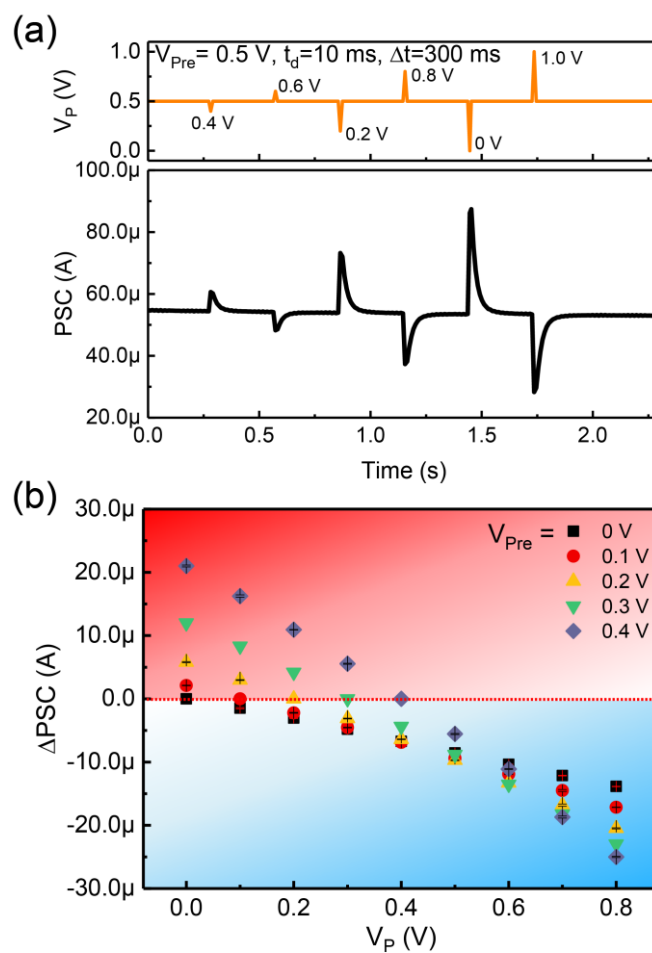 (a)
V_Pre= 0.5 V, t_d=10 ms, Δt=300 ms
1.0
0.5
0.0
V_P (V)
0.4 V
0.6 V
0.2 V
0.8 V
0 V
1.0 V
100.0μ
80.0μ
60.0μ
40.0μ
20.0μ
PSC (A)
0.0 0.5 1.0 1.5 2.0
Time (s)
(b)
30.0μ
20.0μ
10.0μ
0.0
-10.0μ
-20.0μ
-30.0μ
ΔPSC (A)
V_Pre = 0 V
0.1 V
0.2 V
0.3 V
0.4 V
0.0 0.2 0.4 0.6 0.8
V_P (V)